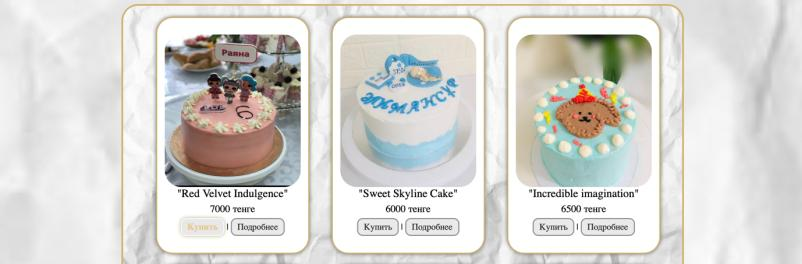 Раяна
6
"Red Velvet Indulgence"
7000 тенге
Купить | Подробнее
"Sweet Skyline Cake"
6000 тенге
Купить | Подробнее
"Incredible imagination"
6500 тенге
Купить | Подробнее